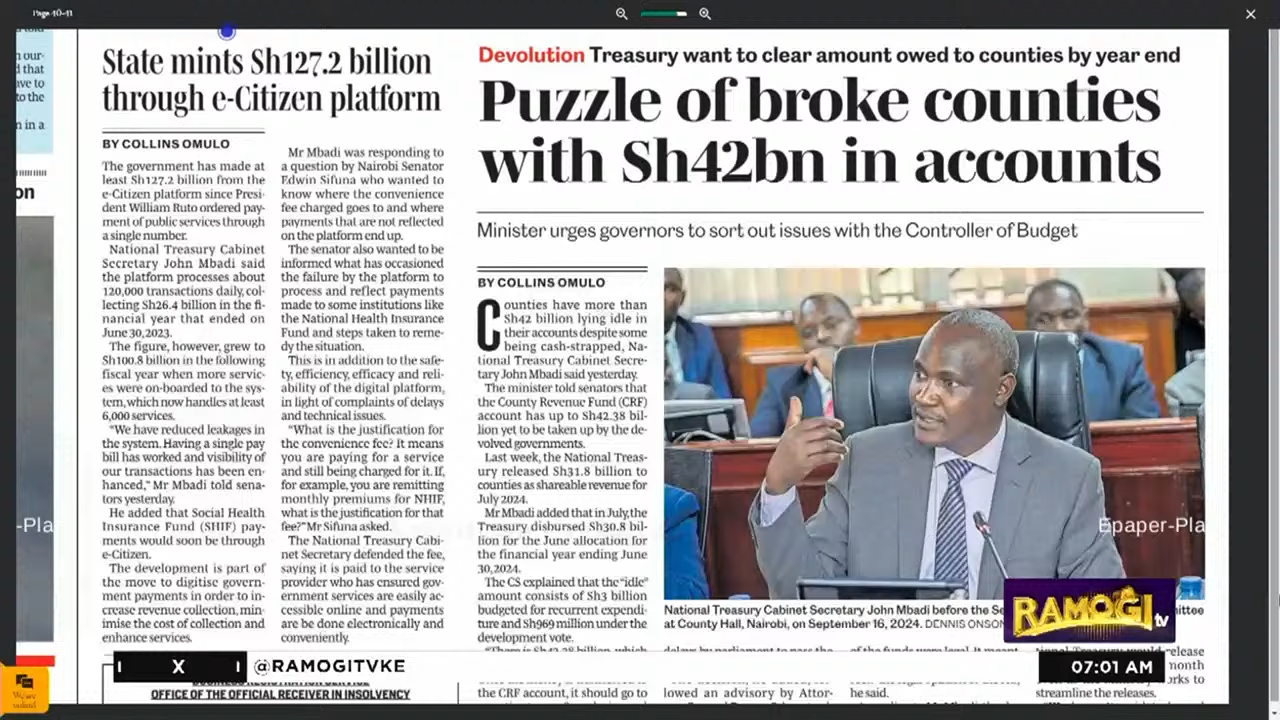 Page 10-11
State mints Sh127.2 billion
through e-Citizen platform
BY COLLINS OMULO
The government has made at
least Sh127.2 billion from the
e-Citizen platform since Presi-
dent William Ruto ordered pay-
ment of public services through
a single number.
National Treasury Cabinet
Secretary John Mbadi said
the platform processes about
120,000 transactions daily, col-
lecting Sh26.4 billion in the fi-
nancial year that ended on
June 30,2023.
The figure, however, grew to
Sh100.8 billion in the following
fiscal year when more servic-
es were on-boarded to the sys-
tem, which now handles at least
6,000 services.
"We have reduced leakages in
the system. Having a single pay
bill has worked and visibility of
our transactions has been en-
hanced," Mr Mbadi told sena-
tors yesterday.
He added that Social Health
Insurance Fund (SHIF) pay-
ments would soon be through
e-Citizen.
The development is part of
the move to digitise govern-
ment payments in order to in-
crease revenue collection, min-
imise the cost of collection and
enhance services.
Mr Mbadi was responding to
a question by Nairobi Senator
Edwin Sifuna who wanted to
know where the convenience
fee charged goes to and where
payments that are not reflected
on the platform end up.
The senator also wanted to be
informed what has occasioned
the failure by the platform to
process and reflect payments
made to some institutions like
the National Health Insurance
Fund and steps taken to reme-
dy the situation.
This is in addition to the safe-
ty, efficiency, efficacy and reli-
ability of the digital platform,
in light of complaints of delays
and technical issues.
"What is the justification for
the convenience fee? It means
you are paying for a service
and still being charged for it. If,
for example, you are remitting
monthly premiums for NHIF,
what is the justification for that
fee?" Mr Sifuna asked.
The National Treasury Cabi-
net Secretary defended the fee,
saying it is paid to the service
provider who has ensured gov-
ernment services are easily ac-
cessible online and payments
are be done electronically and
conveniently.
OFFICE OF THE OFFICIAL RECEIVER IN INSOLVENCY
Devolution Treasury want to clear amount owed to counties by year end
Puzzle of broke counties
with Sh42bn in accounts
Minister urges governors to sort out issues with the Controller of Budget
BY COLLINS OMULO
Counties have more than
Sh42 billion lying idle in
their accounts despite some
being cash-strapped, Na-
tional Treasury Cabinet Secre-
tary John Mbadi said yesterday.
The minister told senators that
the County Revenue Fund (CRF)
account has up to Sh42.38 bil-
lion yet to be taken up by the de-
volved governments.
Last week, the National Treas-
ury released Sh31.8 billion to
counties as shareable revenue for
July 2024.
Mr Mbadi added that in July, the
Treasury disbursed Sh30.8 bil-
lion for the June allocation for
the financial year ending June
30,2024.
The CS explained that the "idle"
amount consists of Sh3 billion
budgeted for recurrent expendi-
ture and Sh969 million under the
development vote.
the CRF account, it should go to
Epaper-Pla
National Treasury Cabinet Secretary John Mbadi before the Se
at County Hall, Nairobi, on September 16, 2024. DENNIS ONSON
lowed an advisory by Attor-
he said.
streamline the releases.
RAMOGI tv
X @RAMOGITVKE
07:01 AM